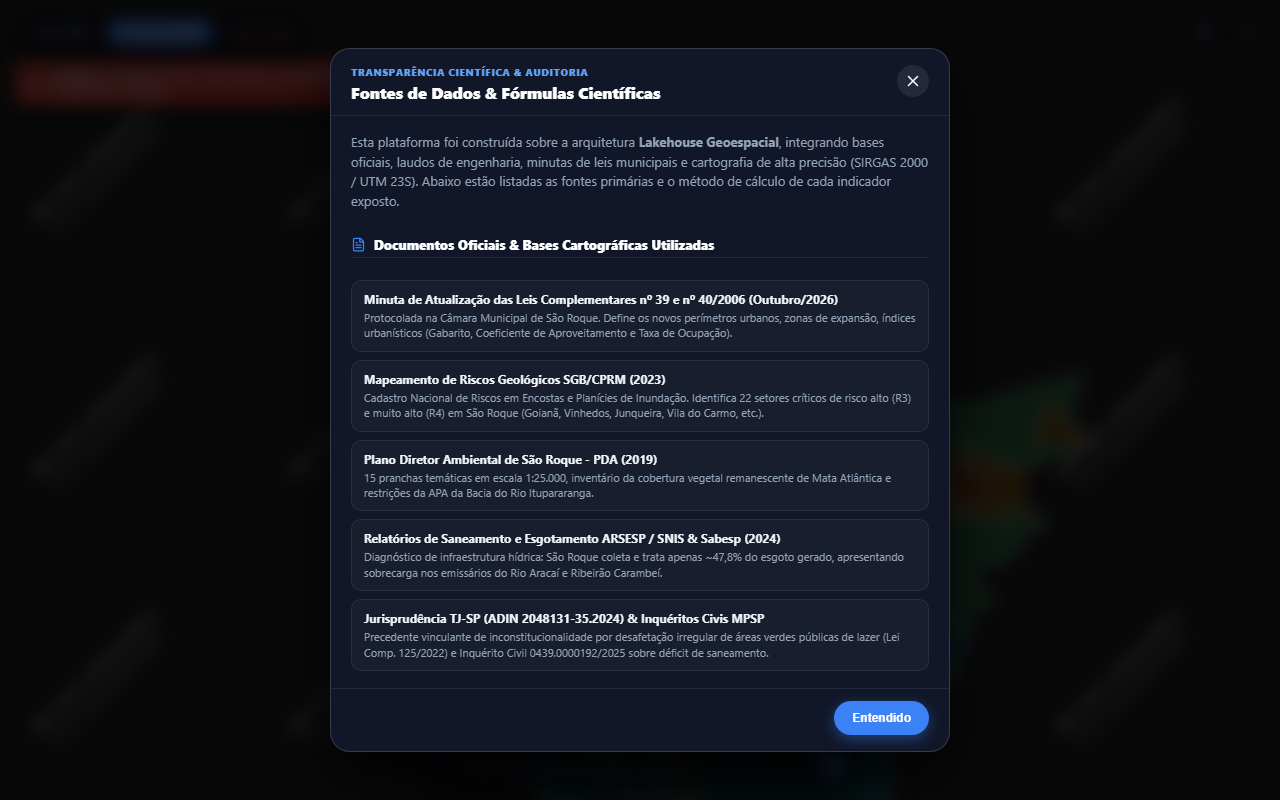 TRANSPARÊNCIA CIENTÍFICA & AUDITORIA
Fontes de Dados & Fórmulas Científicas
Esta plataforma foi construída sobre a arquitetura Lakehouse Geoespacial, integrando bases
oficiais, laudos de engenharia, minutas de leis municipais e cartografia de alta precisão (SIRGAS 2000
/ UTM 23S). Abaixo estão listadas as fontes primárias e o método de cálculo de cada indicador
exposto.
Documentos Oficiais & Bases Cartográficas Utilizadas
Minuta de Atualização das Leis Complementares nº 39 e nº 40/2006 (Outubro/2026)
Protocolada na Câmara Municipal de São Roque. Define os novos perímetros urbanos, zonas de expansão, índices
urbanísticos (Gabarito, Coeficiente de Aproveitamento e Taxa de Ocupação).
Mapeamento de Riscos Geológicos SGB/CPRM (2023)
Cadastro Nacional de Riscos em Encostas e Planícies de Inundação. Identifica 22 setores críticos de risco alto (R3)
e muito alto (R4) em São Roque (Goianã, Vinhedos, Junqueira, Vila do Carmo, etc.).
Plano Diretor Ambiental de São Roque - PDA (2019)
15 pranchas temáticas em escala 1:25.000, inventário da cobertura vegetal remanescente de Mata Atlântica e
restrições da APA da Bacia do Rio Itupararanga.
Relatórios de Saneamento e Esgotamento ARSESP / SNIS & Sabesp (2024)
Diagnóstico de infraestrutura hídrica: São Roque coleta e trata apenas ~47,8% do esgoto gerado, apresentando
sobrecarga nos emissários do Rio Aracaí e Ribeirão Carambeí.
Jurisprudência TJ-SP (ADIN 2048131-35.2024) & Inquéritos Civis MPSP
Precedente vinculante de inconstitucionalidade por desafetação irregular de áreas verdes públicas de lazer (Lei
Comp. 125/2022) e Inquérito Civil 0439.0000192/2025 sobre déficit de saneamento.
Entendido